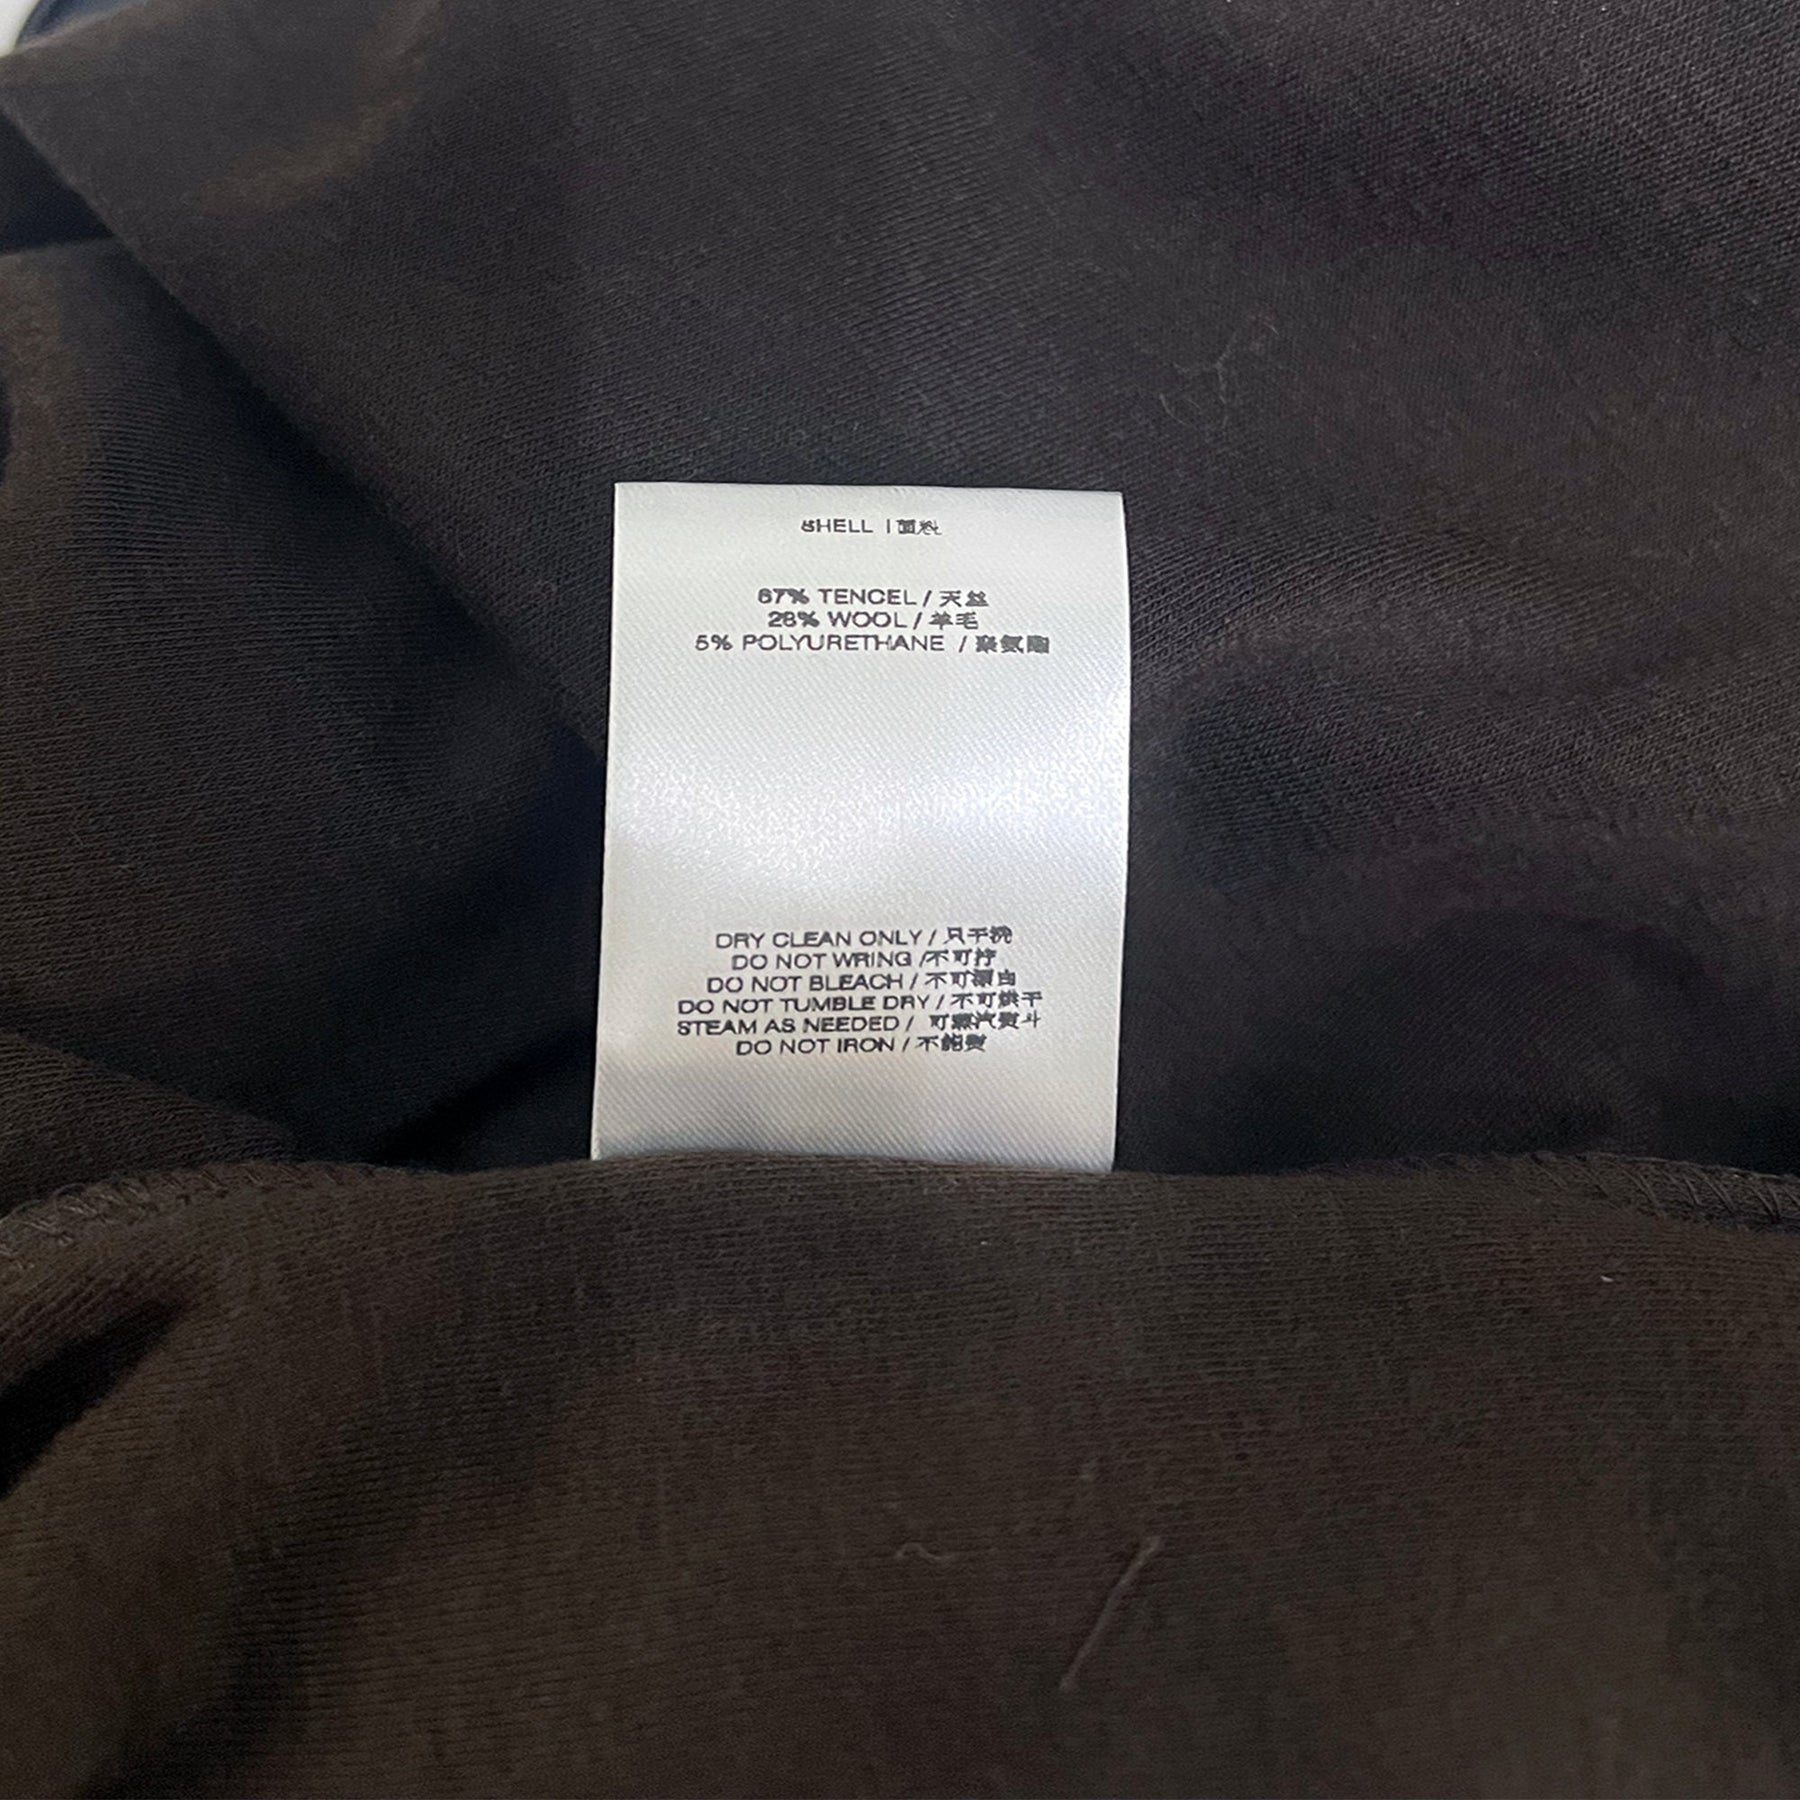 SHELL | 面料
67% TENCEL / 天丝
28% WOOL / 羊毛
5% POLYURETHANE / 聚氨酯
DRY CLEAN ONLY / 只干洗
DO NOT WRING /不可拧
DO NOT BLEACH / 不可漂白
DO NOT TUMBLE DRY / 不可烘干
STEAM AS NEEDED / 可蒸汽熨斗
DO NOT IRON / 不能熨